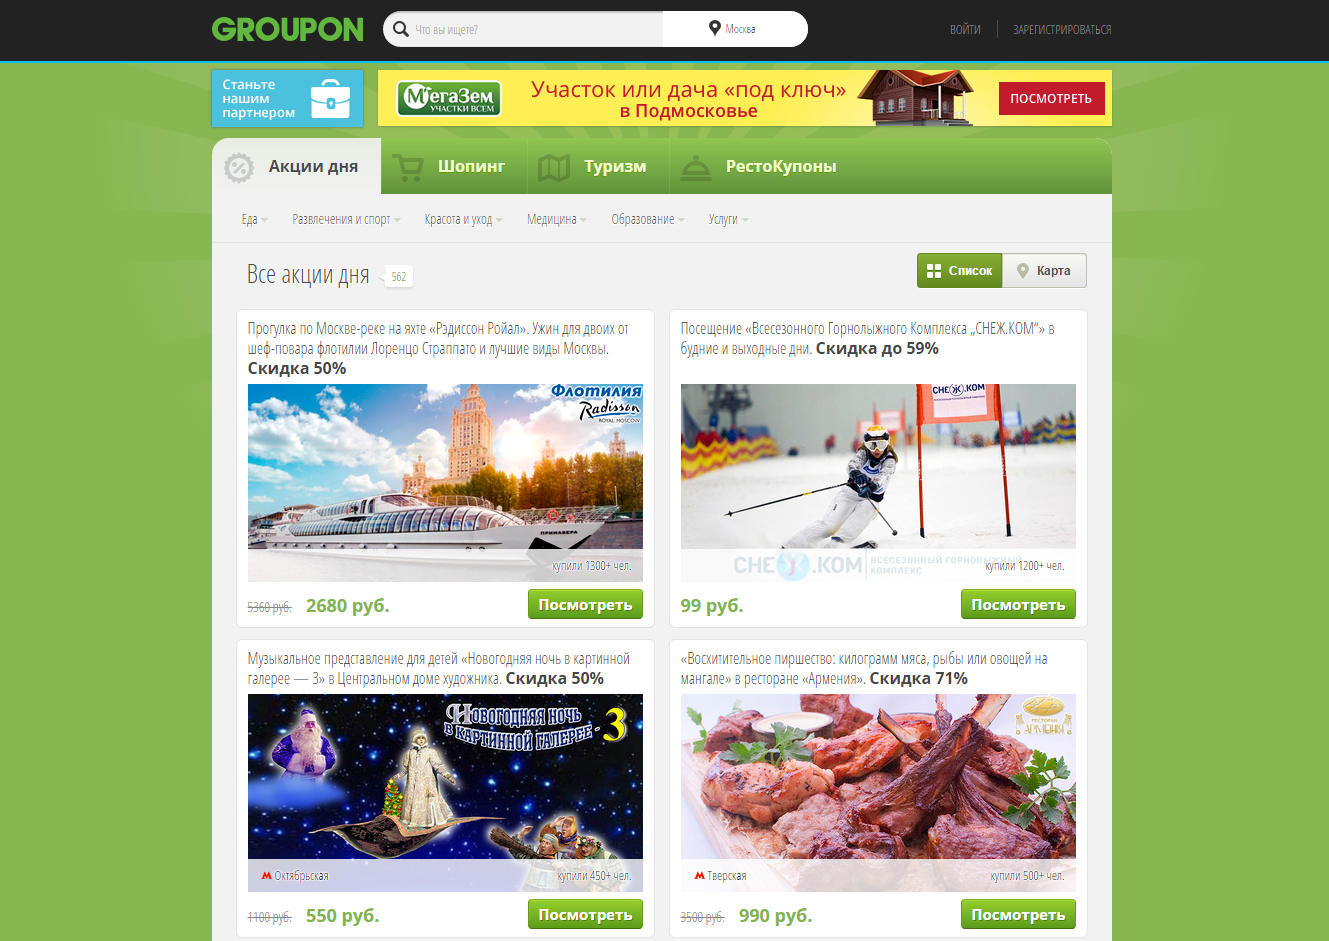 GROUPON
Что вы ищете?
Москва
ВОЙТИ
ЗАРЕГИСТРИРОВАТЬСЯ
Станьте
нашим
партнером
МегаЗем
УЧАСТКИ ВСЕМ
Участок или дача «под ключ»
в Подмосковье
ПОСМОТРЕТЬ
Акции дня
Шопинг
Туризм
РестоКупоны
Еда
Развлечения и спорт
Красота и уход
Медицина
Образование
Услуги
Все акции дня
562
Список
Карта
Прогулка по Москве-реке на яхте «Рэдиссон Ройал». Ужин для двоих от
шеф-повара флотилии Лоренцо Страппато и лучшие виды Москвы.
Скидка 50%
Флотилия
Radisson
ROYAL, MOSCOW
ПРИМАВЕРА
купили 1300+ чел.
5360 руб.
2680 руб.
Посмотреть
Посещение «Всесезонного Горнолыжного Комплекса „СНЕЖ.КОМ“» в
будние и выходные дни. Скидка до 59%
СНЕЖ.КОМ
СНЕЖ.КОМ
ВСЕСЕЗОННЫЙ ГОРНОЛЫЖНЫЙ
КОМПЛЕКС
купили 1200+ чел.
99 руб.
Посмотреть
Музыкальное представление для детей «Новогодняя ночь в картинной
галерее — 3» в Центральном доме художника. Скидка 50%
Новогодняя ночь
в картинной галерее - 3
Октябрьская
купили 450+ чел.
1100 руб.
550 руб.
Посмотреть
«Восхитительное пиршество: килограмм мяса, рыбы или овощей на
мангале» в ресторане «Армения». Скидка 71%
РЕСТОРАН
АРМЕНИЯ
Тверская
купили 500+ чел.
3500 руб.
990 руб.
Посмотреть